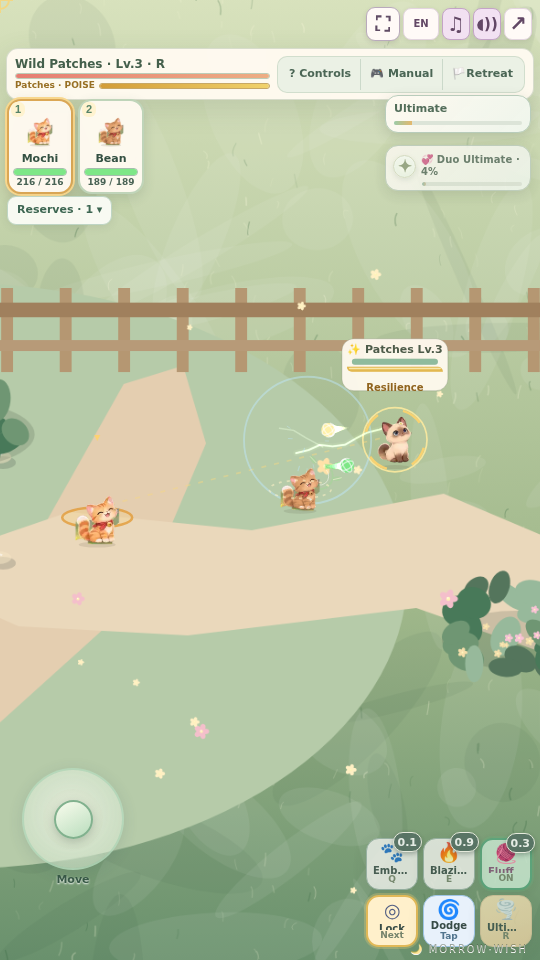 EN
Wild Patches · Lv.3 · R
Patches · POISE
? Controls
🎮 Manual
🏳️Retreat
1
Mochi
216 / 216
2
Bean
189 / 189
Reserves · 1 ▾
Ultimate
💞 Duo Ultimate · 4%
✨ Patches Lv.3
Resilience
Move
0.1
Emb…
Q
0.9
Blazi…
E
0.3
Fluff
ON
Lock
Next
Dodge
Tap
Ulti…
R
🌙 MORROW-WISH